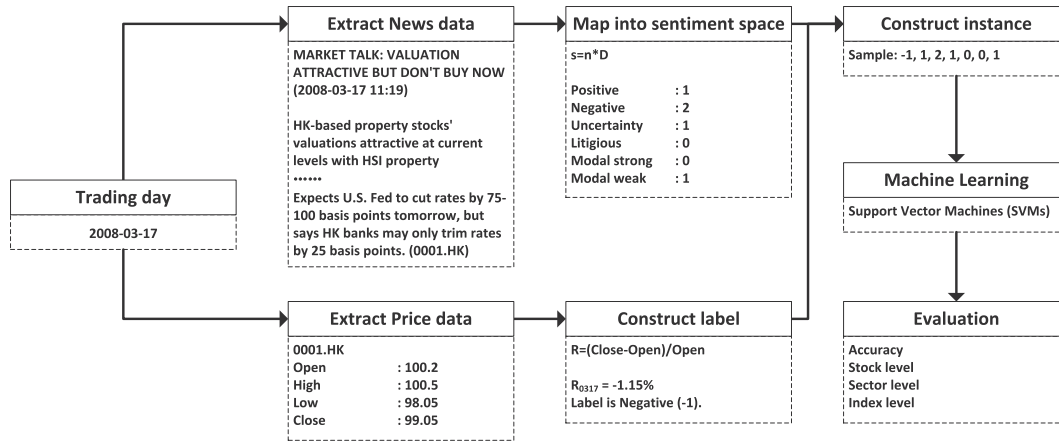 Trading day
2008-03-17
Extract News data
MARKET TALK: VALUATION
ATTRACTIVE BUT DON'T BUY NOW
(2008-03-17 11:19)
HK-based property stocks'
valuations attractive at current
levels with HSI property
••••••
Expects U.S. Fed to cut rates by 75-
100 basis points tomorrow, but
says HK banks may only trim rates
by 25 basis points. (0001.HK)
Map into sentiment space
s=n*D
Positive : 1
Negative : 2
Uncertainty : 1
Litigious : 0
Modal strong : 0
Modal weak : 1
Extract Price data
0001.HK
Open : 100.2
High : 100.5
Low : 98.05
Close : 99.05
Construct label
R=(Close-Open)/Open
R0317 = -1.15%
Label is Negative (-1).
Construct instance
Sample: -1, 1, 2, 1, 0, 0, 1
Machine Learning
Support Vector Machines (SVMs)
Evaluation
Accuracy
Stock level
Sector level
Index level